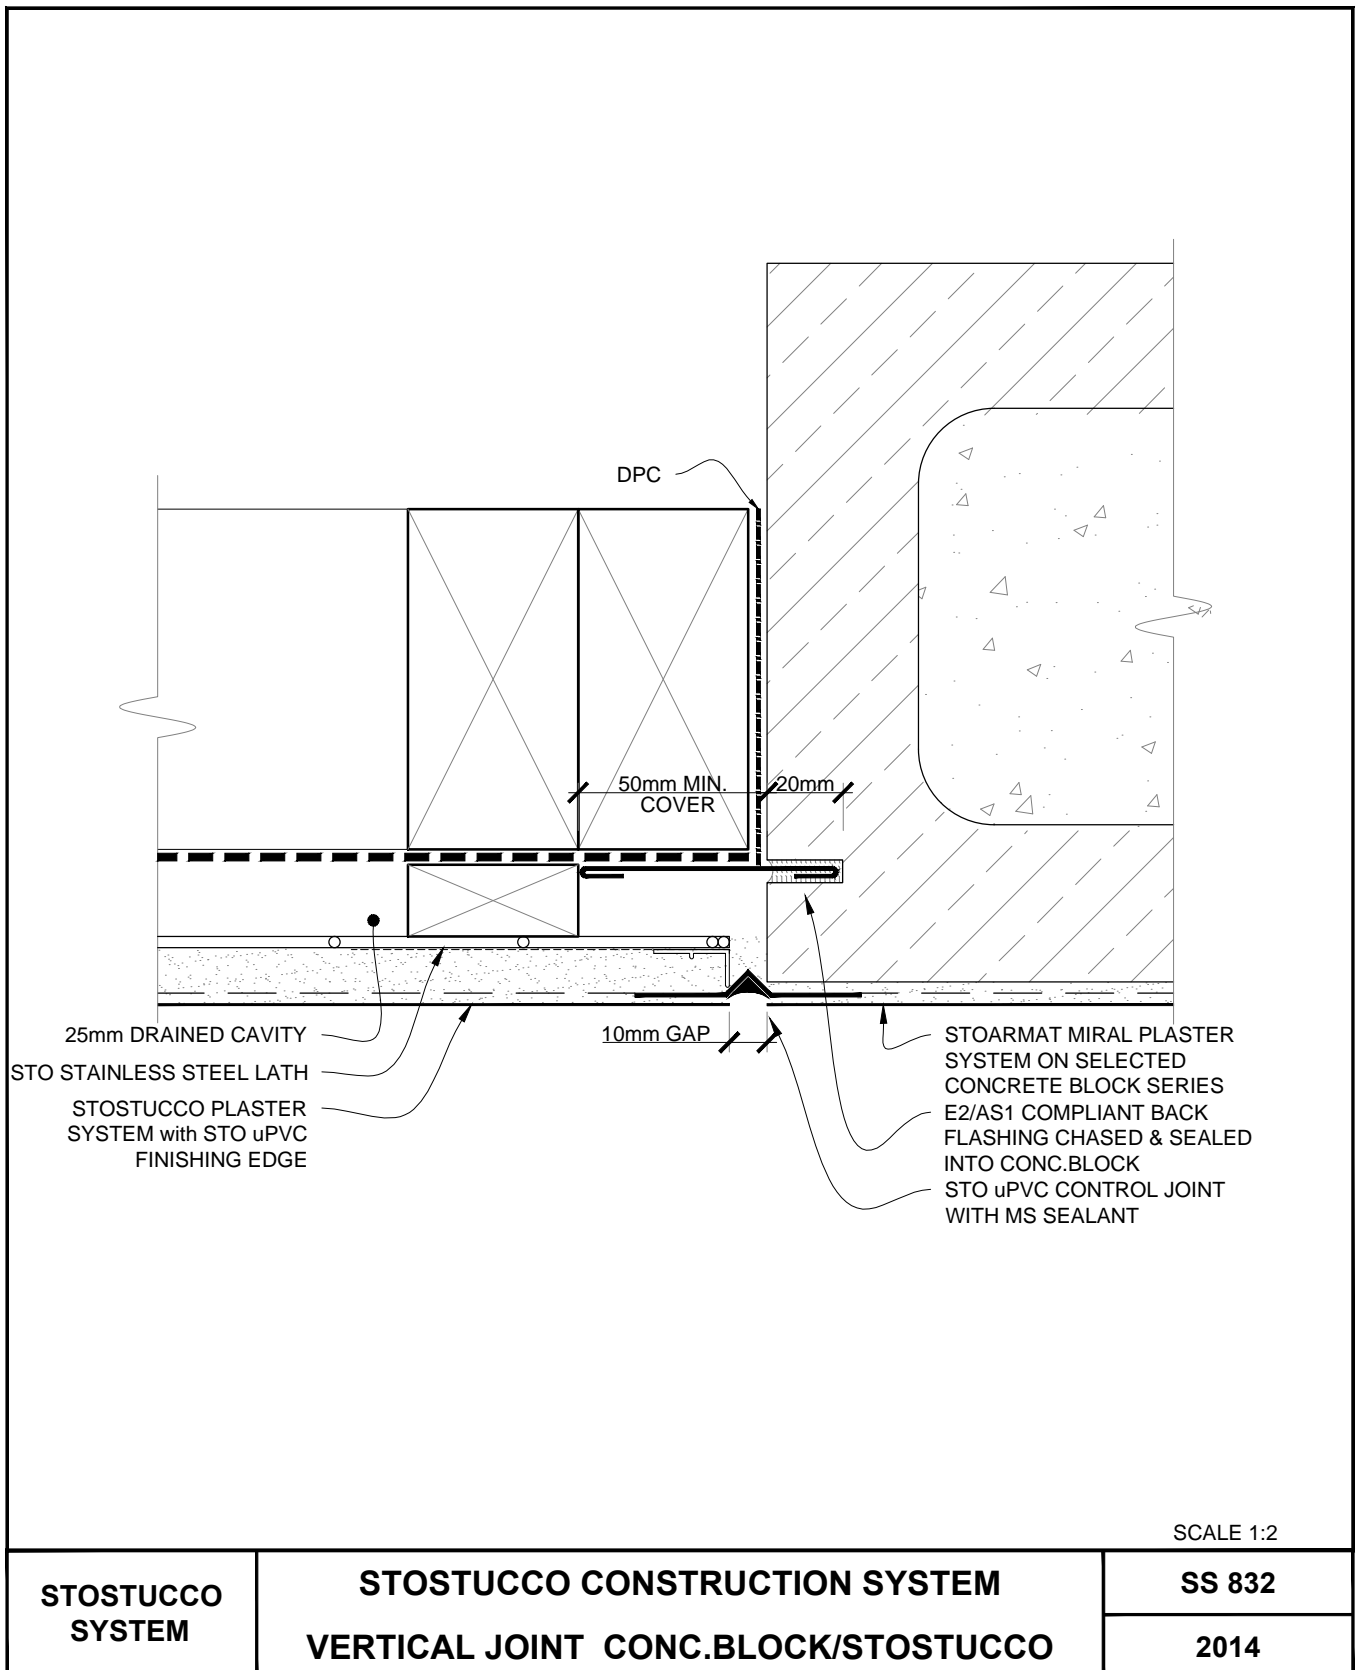 DPC
50mm MIN.
COVER
20mm
25mm DRAINED CAVITY
STO STAINLESS STEEL LATH
STOSTUCCO PLASTER
SYSTEM with STO uPVC
FINISHING EDGE
10mm GAP
STOARMAT MIRAL PLASTER
SYSTEM ON SELECTED
CONCRETE BLOCK SERIES
E2/AS1 COMPLIANT BACK
FLASHING CHASED & SEALED
INTO CONC.BLOCK
STO uPVC CONTROL JOINT
WITH MS SEALANT
SCALE 1:2
STOSTUCCO
SYSTEM
STOSTUCCO CONSTRUCTION SYSTEM
VERTICAL JOINT CONC.BLOCK/STOSTUCCO
SS 832
2014